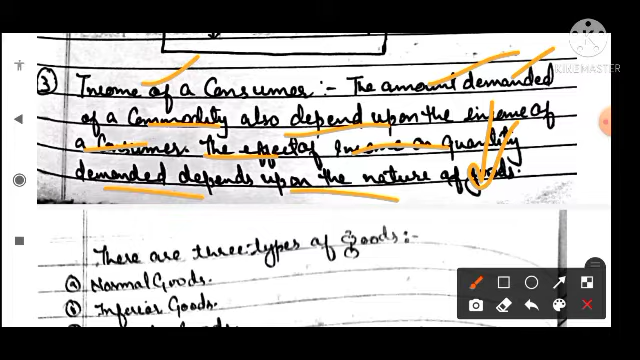 KINEMASTER
③ Income of a Consumer :- The amount demanded
of a Commodity also depend upon the income of
a Consumer. The effect of Income on quantity
demanded depends upon the nature of goods.
There are three types of goods:-
ⓐ Normal Goods.
ⓑ Inferior Goods.